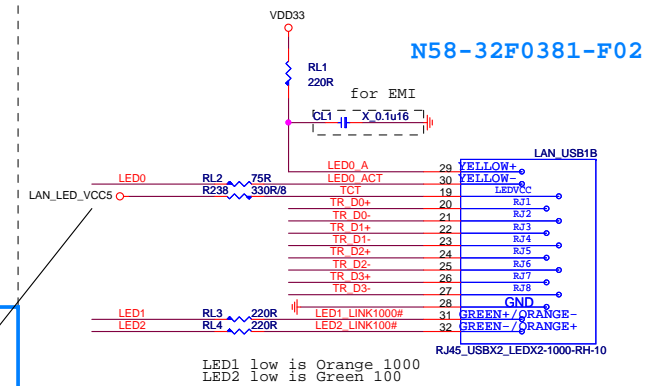 VDD33
N58-32F0381-F02
RL1
220R
for EMI
CL1 X_0.1u16
LAN_USB1B
LED0_A 29 YELLOW+
LED0 RL2 75R LED0_ACT 30 YELLOW-
LAN_LED_VCC5 R238 330R/8 TCT 19 LEDVCC
TR_D0+ 20 RJ1
TR_D0- 21 RJ2
TR_D1+ 22 RJ3
TR_D1- 23 RJ4
TR_D2+ 24 RJ5
TR_D2- 25 RJ6
TR_D3+ 26 RJ7
TR_D3- 27 RJ8
28 GND
LED1 RL3 220R LED1_LINK1000# 31 GREEN+/ORANGE-
LED2 RL4 220R LED2_LINK100# 32 GREEN-/ORANGE+
RJ45_USBX2_LEDX2-1000-RH-10
LED1 low is Orange 1000
LED2 low is Green 100